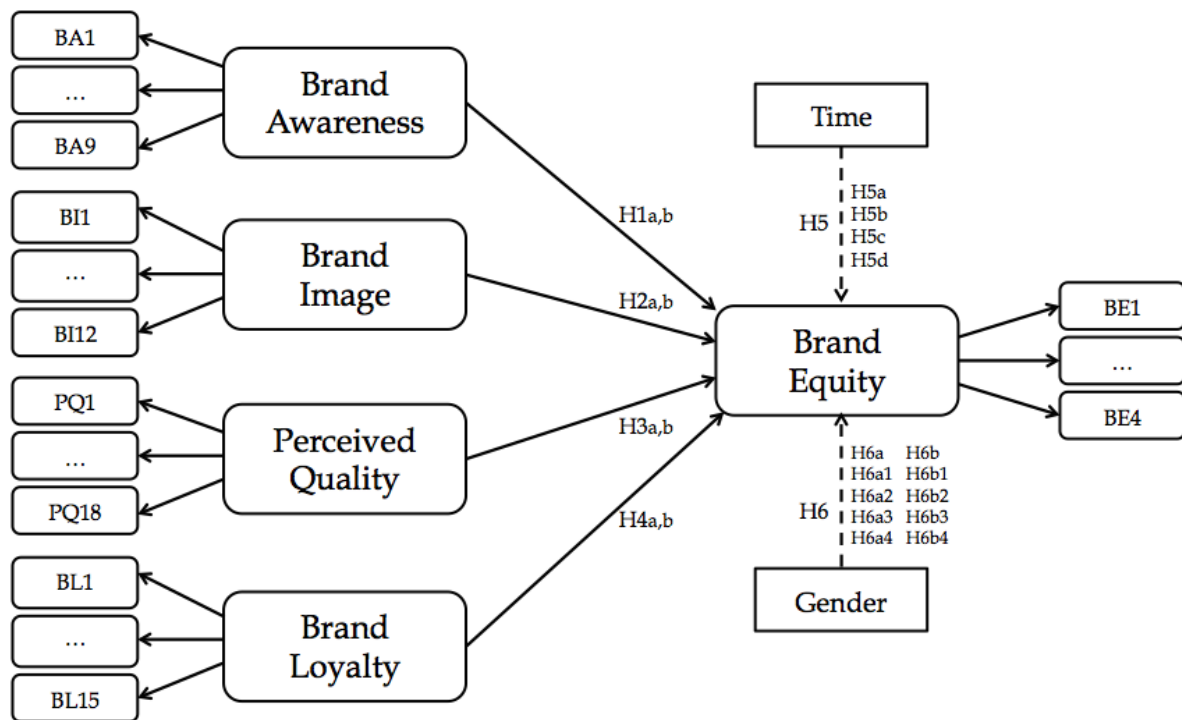 BA1
...
BA9
Brand
Awareness
BI1
...
BI12
Brand
Image
PQ1
...
PQ18
Perceived
Quality
BL1
...
BL15
Brand
Loyalty
H1a,b
H2a,b
H3a,b
H4a,b
Time
H5
H5a
H5b
H5c
H5d
Brand
Equity
H6
H6a H6b
H6a1 H6b1
H6a2 H6b2
H6a3 H6b3
H6a4 H6b4
Gender
BE1
...
BE4